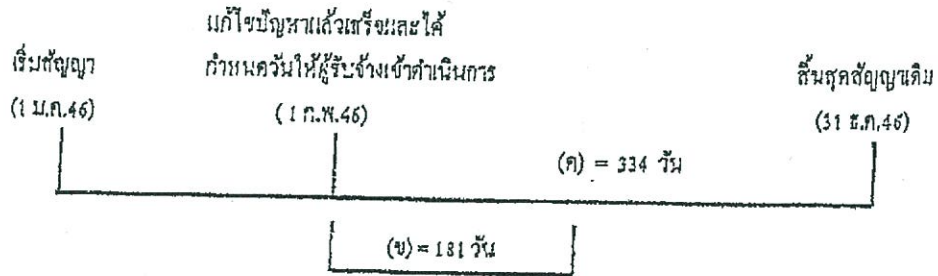 แก้ไขปัญหาแล้วเสร็จและได้
เริ่มสัญญา กำหนดวันให้ผู้รับจ้างเข้าดำเนินการ สิ้นสุดสัญญาเดิม
(1 ม.ค.46) (1 ก.พ.46) (31 ธ.ค.46)
(ค) = 334 วัน
(ข) = 181 วัน